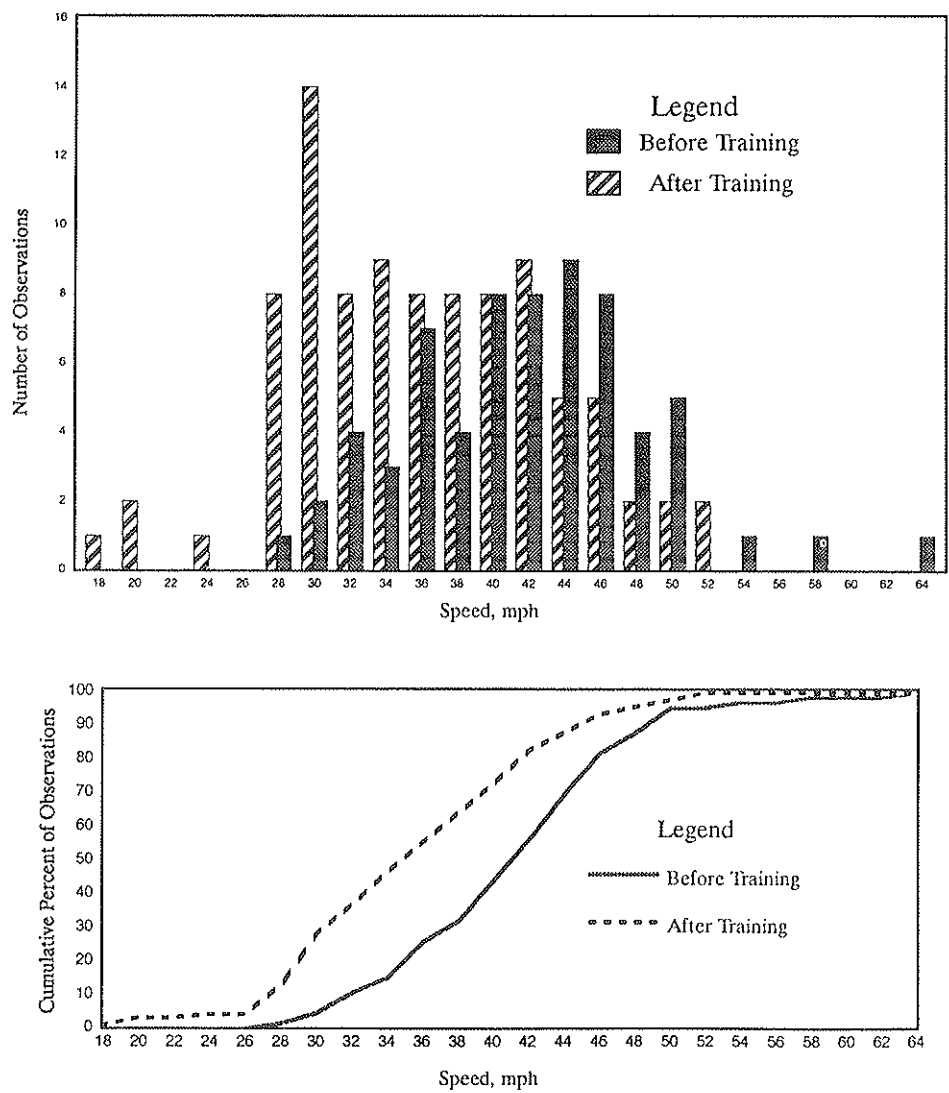 16
14
12
10
8
6
4
2
0
Number of Observations
Legend
Before Training
After Training
18 20 22 24 26 28 30 32 34 36 38 40 42 44 46 48 50 52 54 56 58 60 62 64
Speed, mph
100
90
80
70
60
50
40
30
20
10
0
Cumulative Percent of Observations
Legend
Before Training
After Training
18 20 22 24 26 28 30 32 34 36 38 40 42 44 46 48 50 52 54 56 58 60 62 64
Speed, mph